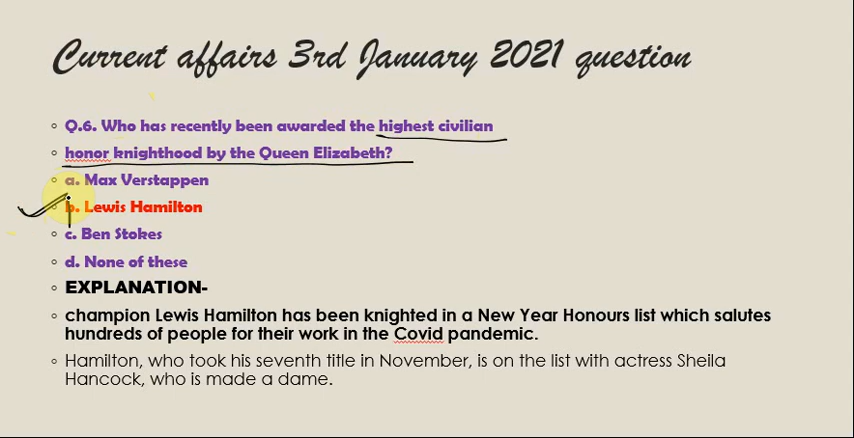 Current affairs 3rd January 2021 question
Q.6. Who has recently been awarded the highest civilian
honor knighthood by the Queen Elizabeth?
a. Max Verstappen
b. Lewis Hamilton
c. Ben Stokes
d. None of these
EXPLANATION-
champion Lewis Hamilton has been knighted in a New Year Honours list which salutes
hundreds of people for their work in the Covid pandemic.
Hamilton, who took his seventh title in November, is on the list with actress Sheila
Hancock, who is made a dame.